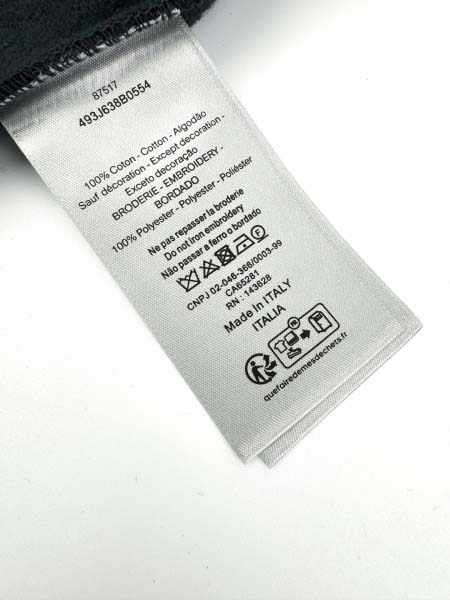 87517
493J638B0554
100% Coton - Cotton - Algodão
Sauf décoration - Except decoration -
Exceto decoração
BRODERIE - EMBROIDERY -
BORDADO
100% Polyester - Polyester - Poliéster
Ne pas repasser la broderie
Do not iron embroidery
Não passar a ferro o bordado
CNPJ 02-046-366/0003-99
CA65281
RN : 143628
Made in ITALY
ITALIA
quefairedemesdechets.fr